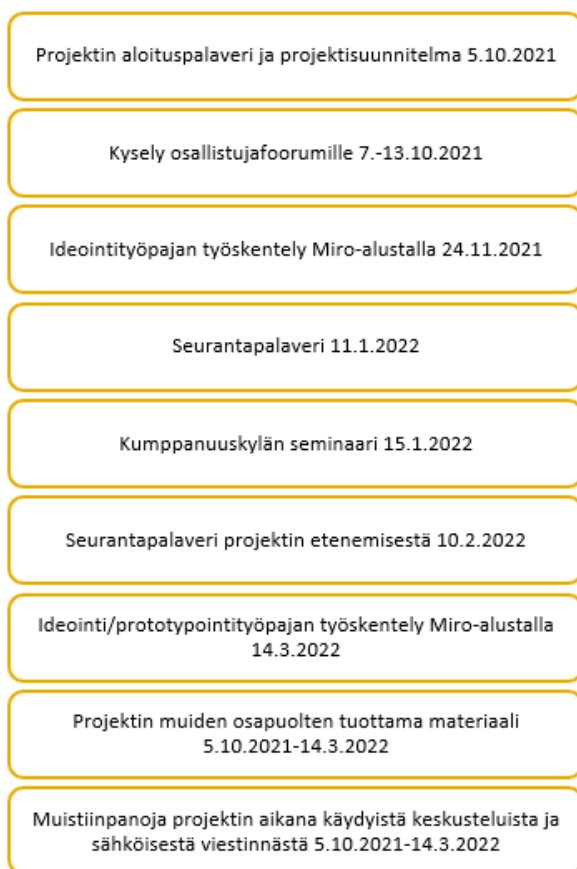 Projektin aloituspalaveri ja projektisuunnitelma 5.10.2021
Kysely osallistujafoorumille 7.-13.10.2021
Ideointityöpajan työskentely Miro-alustalla 24.11.2021
Seurantapalaveri 11.1.2022
Kumppanuuskylän seminaari 15.1.2022
Seurantapalaveri projektin etenemisestä 10.2.2022
Ideointi/prototypointityöpajan työskentely Miro-alustalla
14.3.2022
Projektin muiden osapuolten tuottama materiaali
5.10.2021-14.3.2022
Muistiinpanoja projektin aikana käydyistä keskusteluista ja
sähköisestä viestinnästä 5.10.2021-14.3.2022